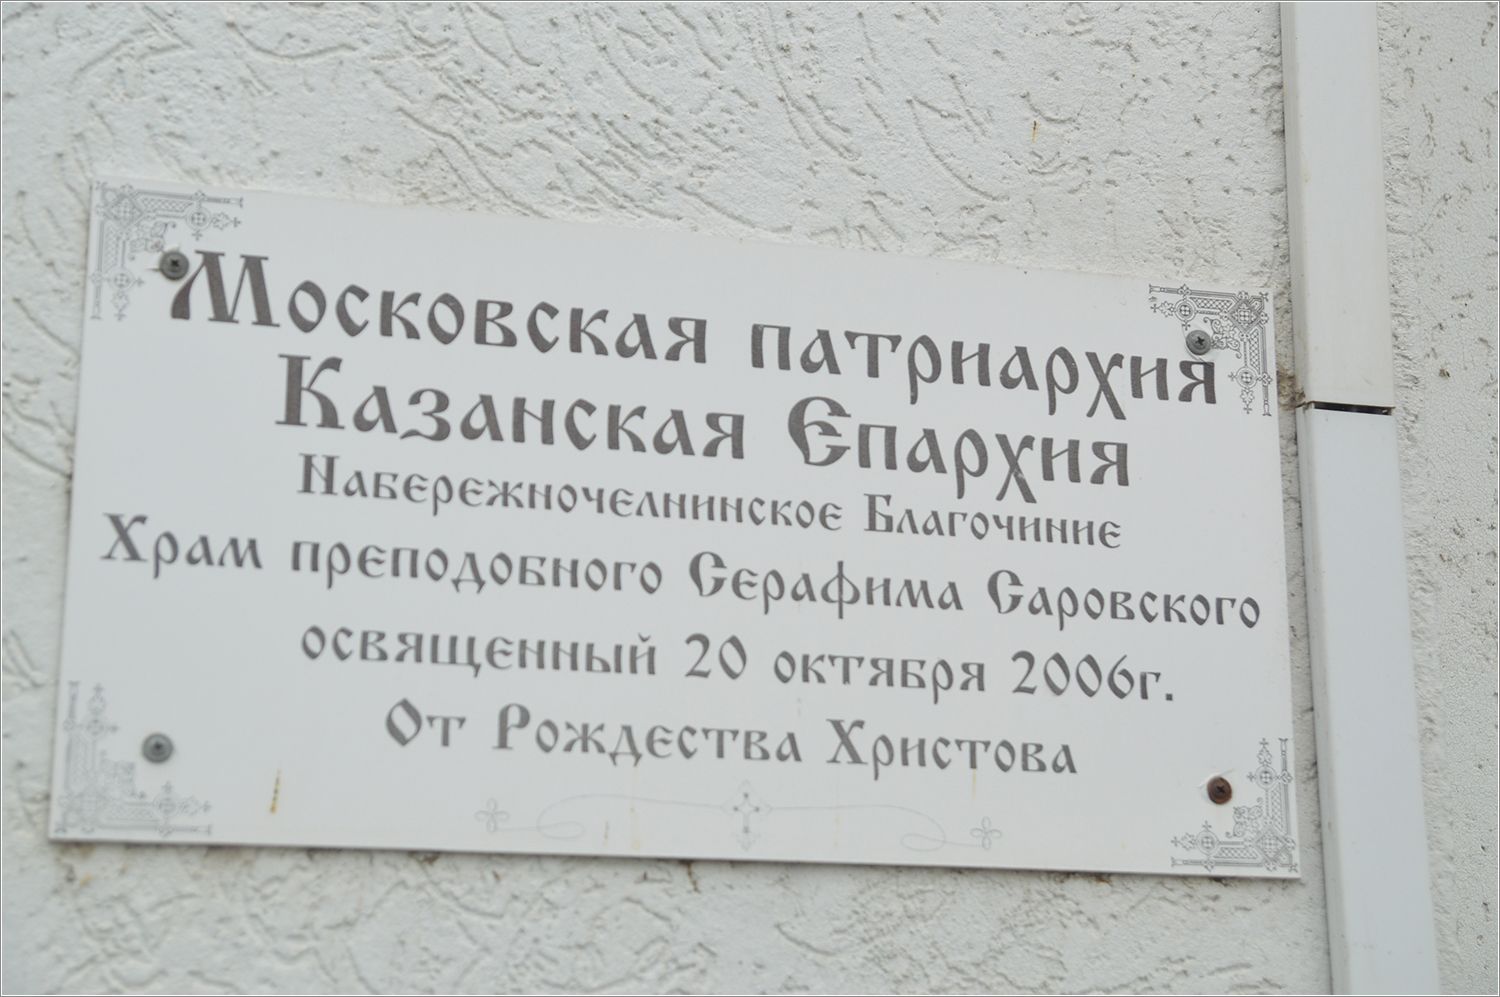 Московская патриархия
Казанская Епархия
Набережночелнинское Благочиние
Храм преподобного Серафима Саровского
освященный 20 октября 2006г.
От Рождества Христова